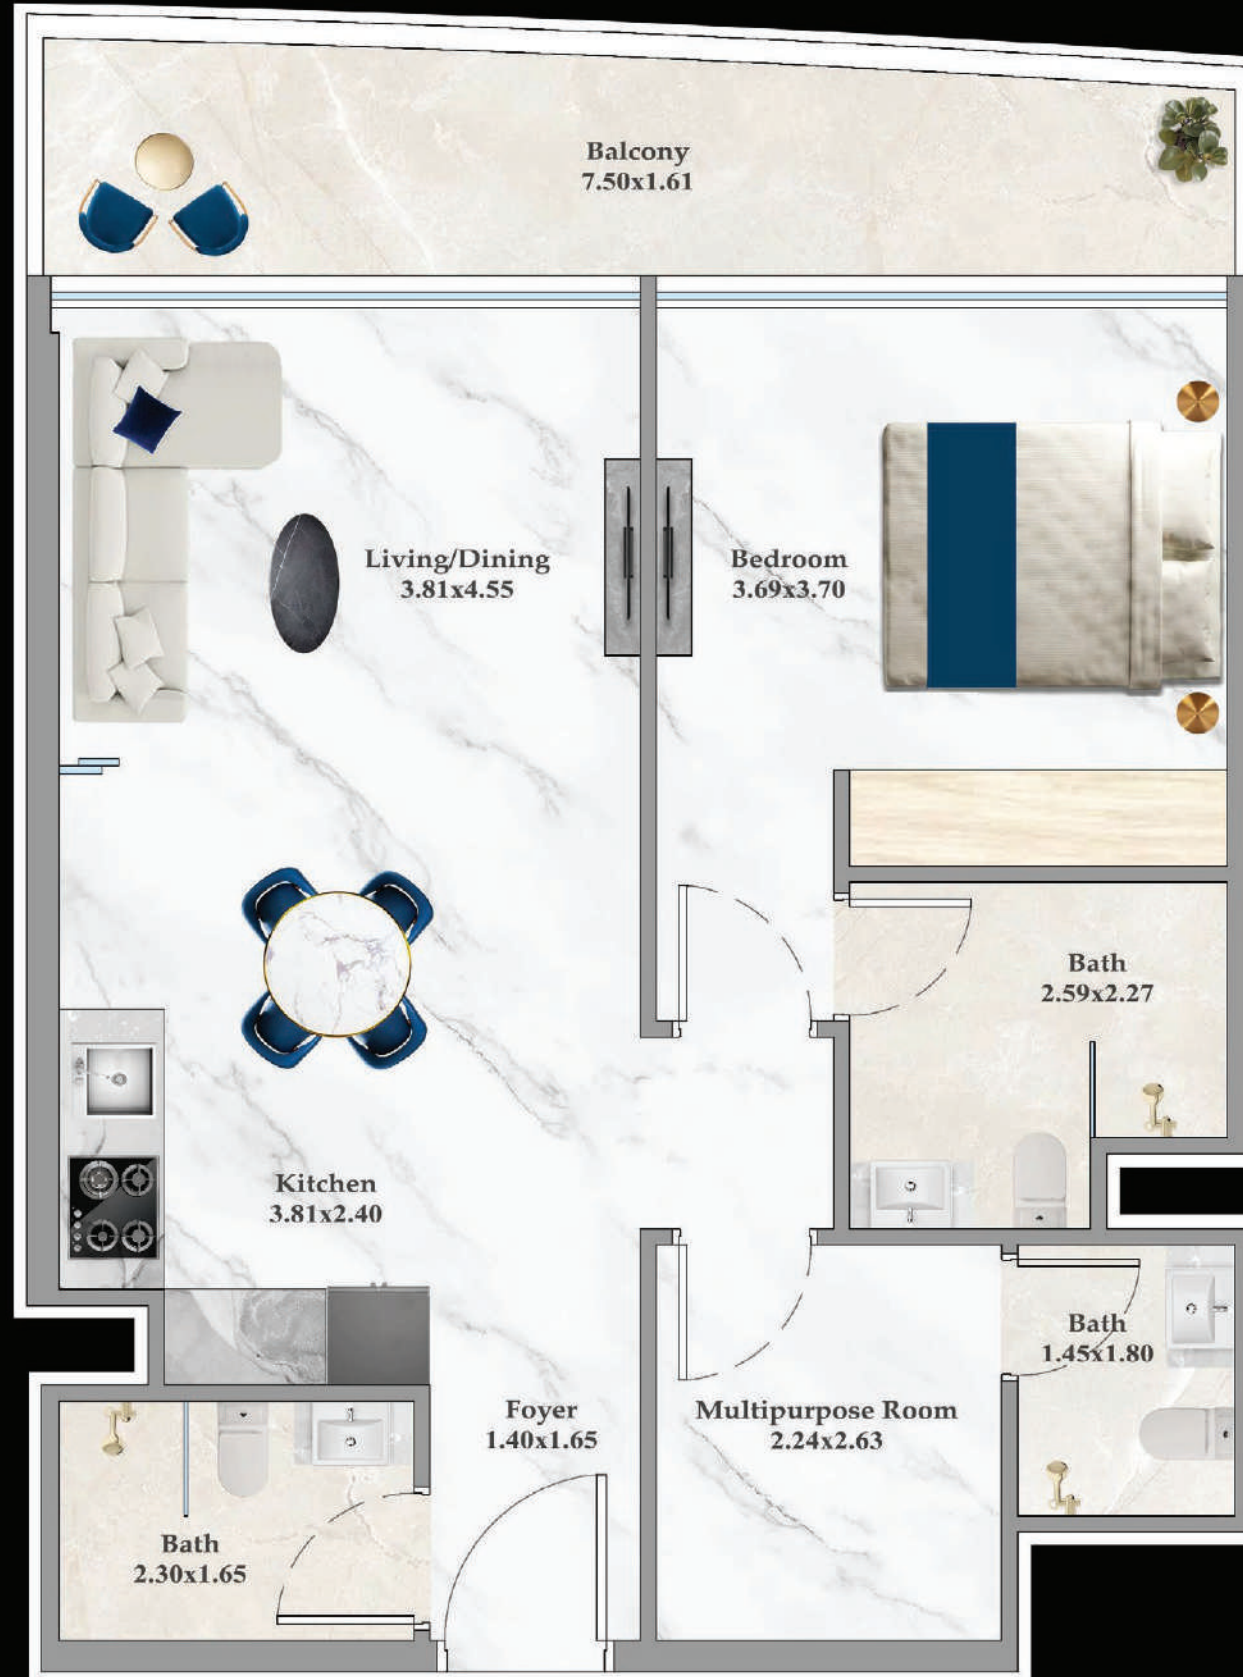 Balcony
7.50x1.61
Living/Dining
3.81x4.55
Bedroom
3.69x3.70
Bath
2.59x2.27
Kitchen
3.81x2.40
Bath
1.45x1.80
Foyer
1.40x1.65
Multipurpose Room
2.24x2.63
Bath
2.30x1.65